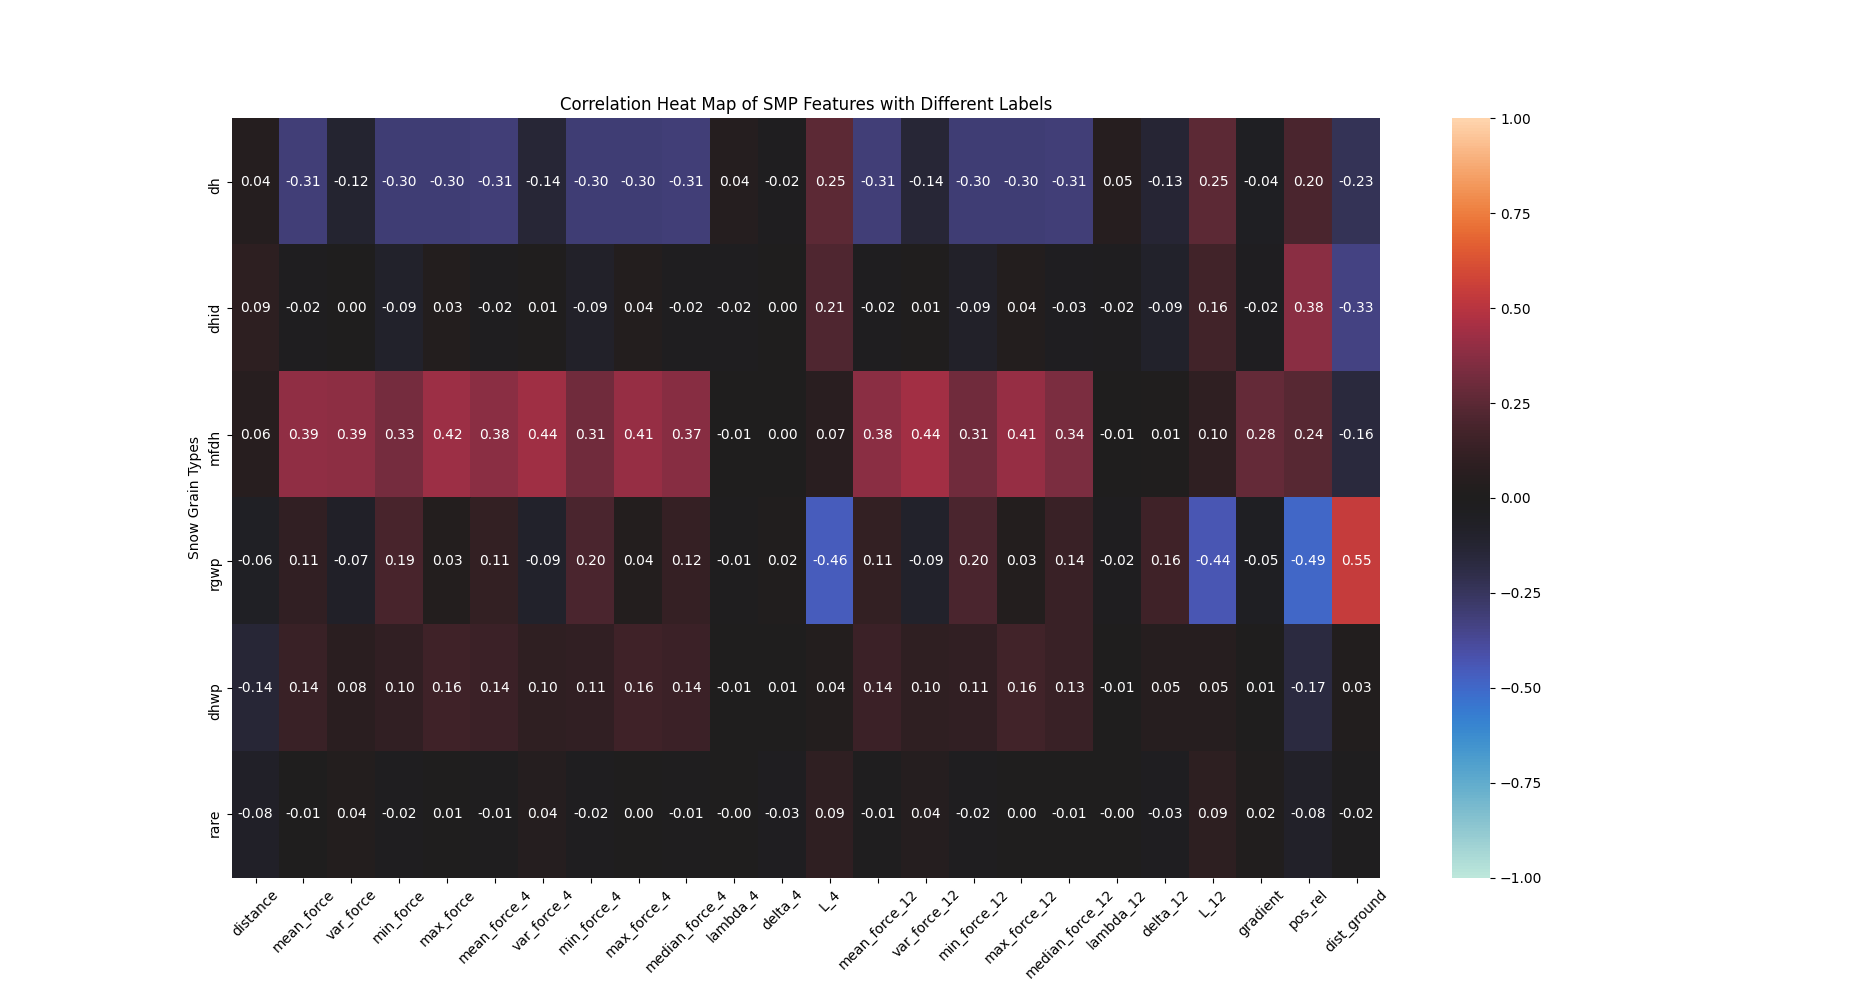 Correlation Heat Map of SMP Features with Different Labels
Snow Grain Types
dh 0.04 -0.31 -0.12 -0.30 -0.30 -0.31 -0.14 -0.30 -0.30 -0.31 0.04 -0.02 0.25 -0.31 -0.14 -0.30 -0.30 -0.31 0.05 -0.13 0.25 -0.04 0.20 -0.23
dhid 0.09 -0.02 0.00 -0.09 0.03 -0.02 0.01 -0.09 0.04 -0.02 -0.02 0.00 0.21 -0.02 0.01 -0.09 0.04 -0.03 -0.02 -0.09 0.16 -0.02 0.38 -0.33
mfdh 0.06 0.39 0.39 0.33 0.42 0.38 0.44 0.31 0.41 0.37 -0.01 0.00 0.07 0.38 0.44 0.31 0.41 0.34 -0.01 0.01 0.10 0.28 0.24 -0.16
rgwp -0.06 0.11 -0.07 0.19 0.03 0.11 -0.09 0.20 0.04 0.12 -0.01 0.02 -0.46 0.11 -0.09 0.20 0.03 0.14 -0.02 0.16 -0.44 -0.05 -0.49 0.55
dhwp -0.14 0.14 0.08 0.10 0.16 0.14 0.10 0.11 0.16 0.14 -0.01 0.01 0.04 0.14 0.10 0.11 0.16 0.13 -0.01 0.05 0.05 0.01 -0.17 0.03
rare -0.08 -0.01 0.04 -0.02 0.01 -0.01 0.04 -0.02 0.00 -0.01 -0.00 -0.03 0.09 -0.01 0.04 -0.02 0.00 -0.01 -0.00 -0.03 0.09 0.02 -0.08 -0.02
distance mean_force var_force min_force max_force mean_force_4 var_force_4 min_force_4 max_force_4 median_force_4 lambda_4 delta_4 L_4 mean_force_12 var_force_12 min_force_12 max_force_12 median_force_12 lambda_12 delta_12 L_12 gradient pos_rel dist_ground
1.00
0.75
0.50
0.25
0.00
−0.25
−0.50
−0.75
−1.00